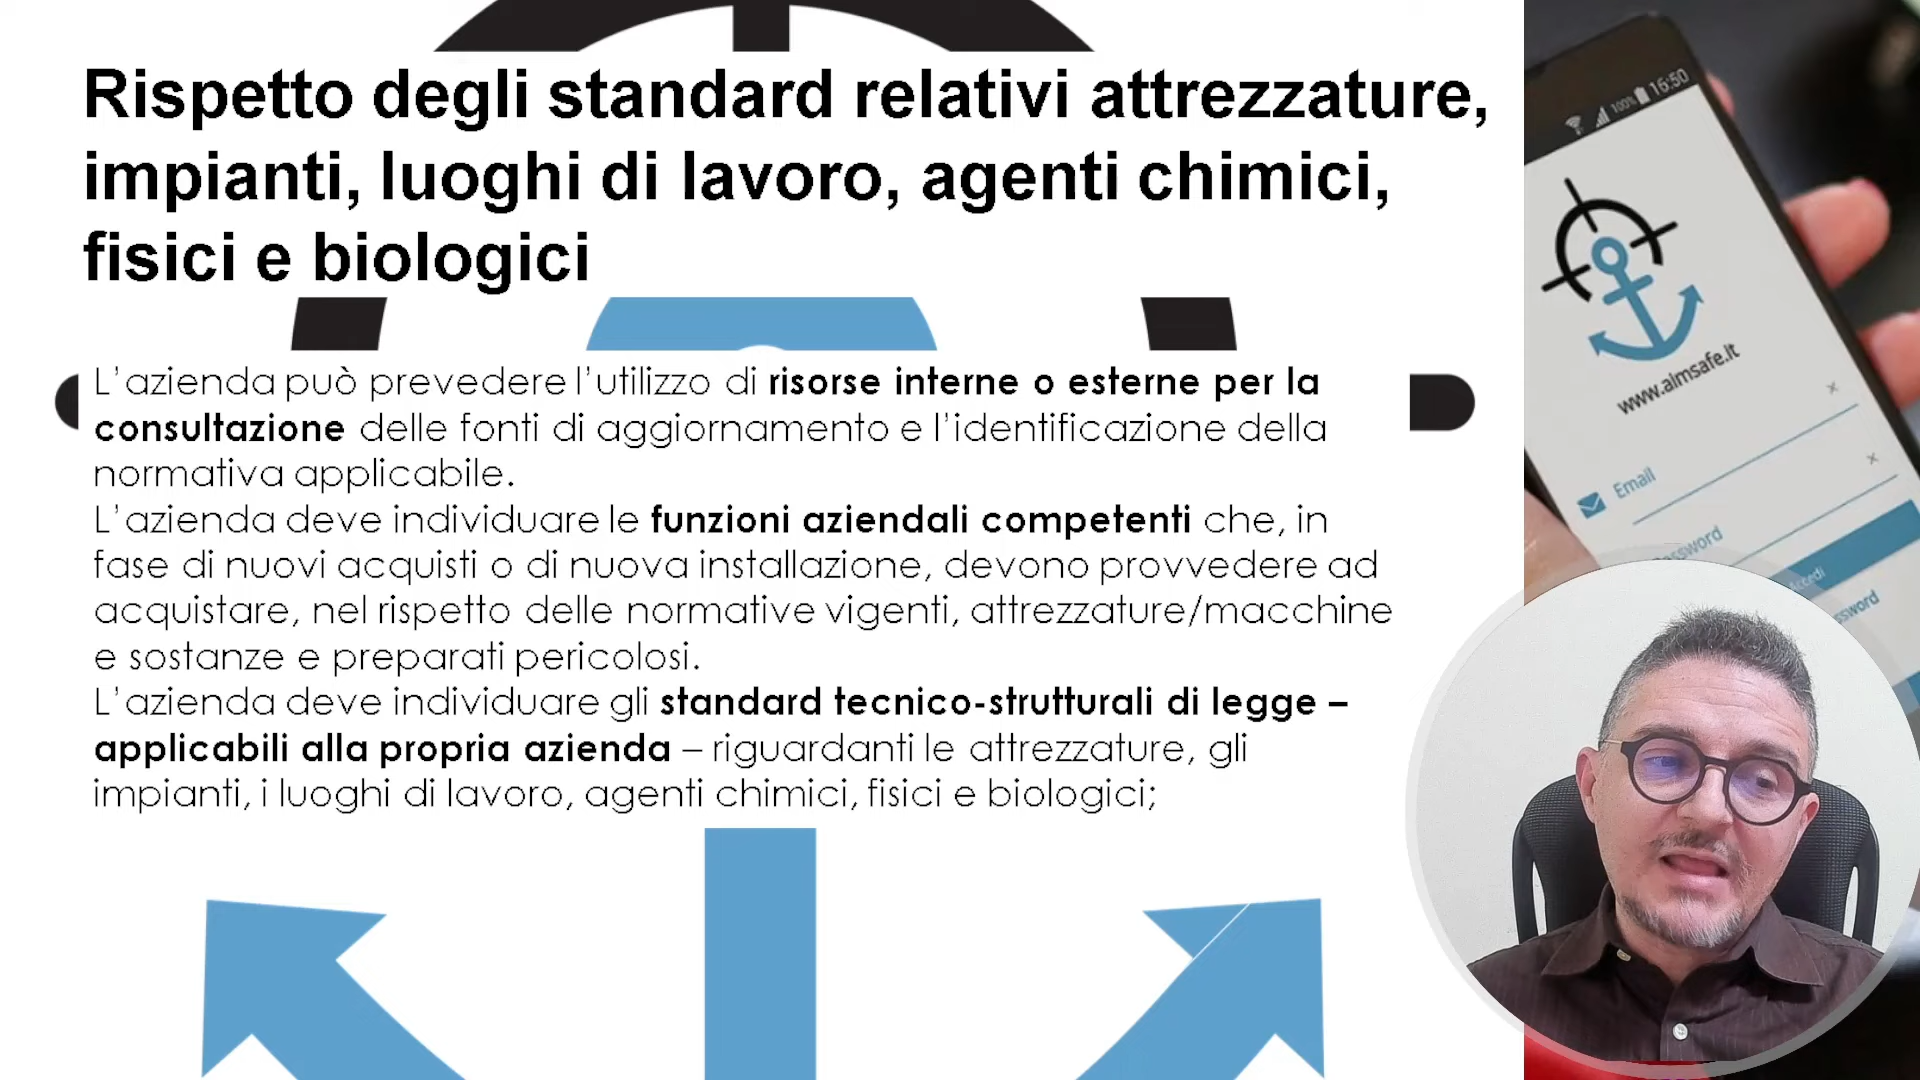 Rispetto degli standard relativi attrezzature,
impianti, luoghi di lavoro, agenti chimici,
fisici e biologici
L'azienda può prevedere l'utilizzo di risorse interne o esterne per la
consultazione delle fonti di aggiornamento e l'identificazione della
normativa applicabile.
L'azienda deve individuare le funzioni aziendali competenti che, in
fase di nuovi acquisti o di nuova installazione, devono provvedere ad
acquistare, nel rispetto delle normative vigenti, attrezzature/macchine
e sostanze e preparati pericolosi.
L'azienda deve individuare gli standard tecnico-strutturali di legge –
applicabili alla propria azienda – riguardanti le attrezzature, gli
impianti, i luoghi di lavoro, agenti chimici, fisici e biologici;
100% 16:50
www.aimsafe.it
Email
Accedi